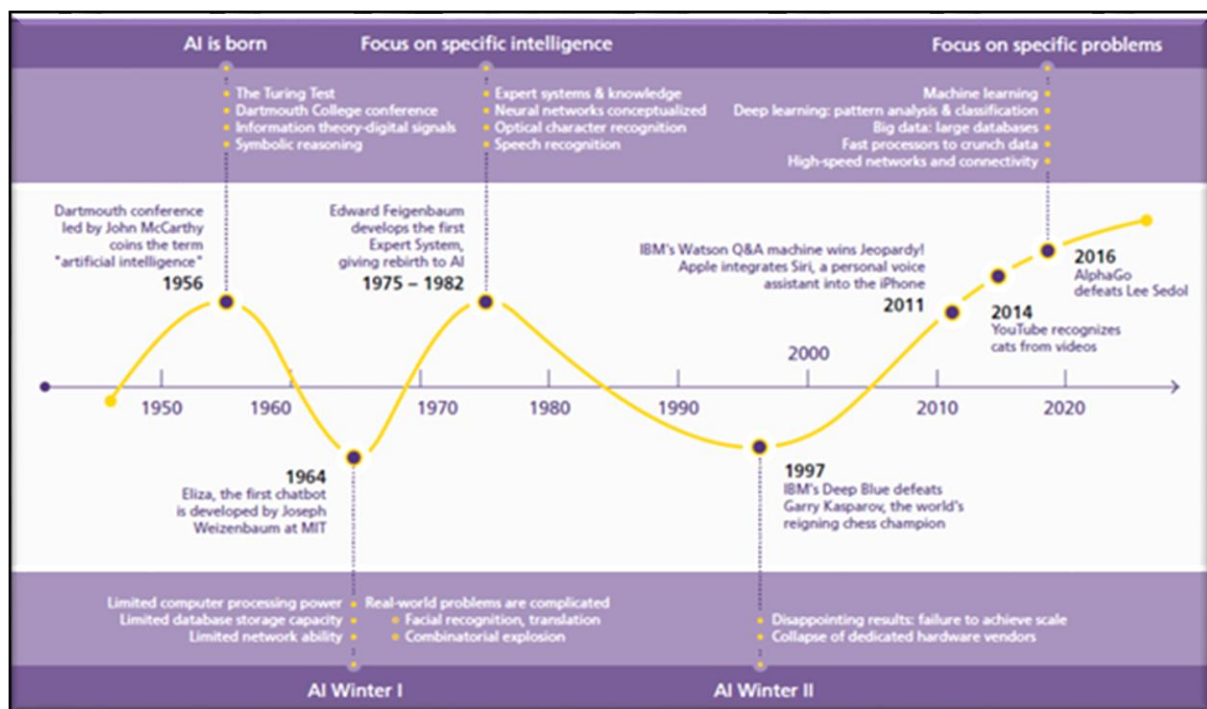 AI is born
Focus on specific intelligence
Focus on specific problems
The Turing Test
Dartmouth College conference
Information theory-digital signals
Symbolic reasoning
Expert systems & knowledge
Neural networks conceptualized
Optical character recognition
Speech recognition
Machine learning
Deep learning: pattern analysis & classification
Big data: large databases
Fast processors to crunch data
High-speed networks and connectivity
Dartmouth conference
led by John McCarthy
coins the term
"artificial intelligence"
1956
Edward Feigenbaum
develops the first
Expert System,
giving rebirth to AI
1975 – 1982
IBM's Watson Q&A machine wins Jeopardy!
Apple integrates Siri, a personal voice
assistant into the iPhone
2011
2016
AlphaGo
defeats Lee Sedol
2014
YouTube recognizes
cats from videos
1950
1960
1970
1980
1990
2000
2010
2020
1964
Eliza, the first chatbot
is developed by Joseph
Weizenbaum at MIT
1997
IBM's Deep Blue defeats
Garry Kasparov, the world's
reigning chess champion
Limited computer processing power
Limited database storage capacity
Limited network ability
Real-world problems are complicated
Facial recognition, translation
Combinatorial explosion
Disappointing results: failure to achieve scale
Collapse of dedicated hardware vendors
AI Winter I
AI Winter II